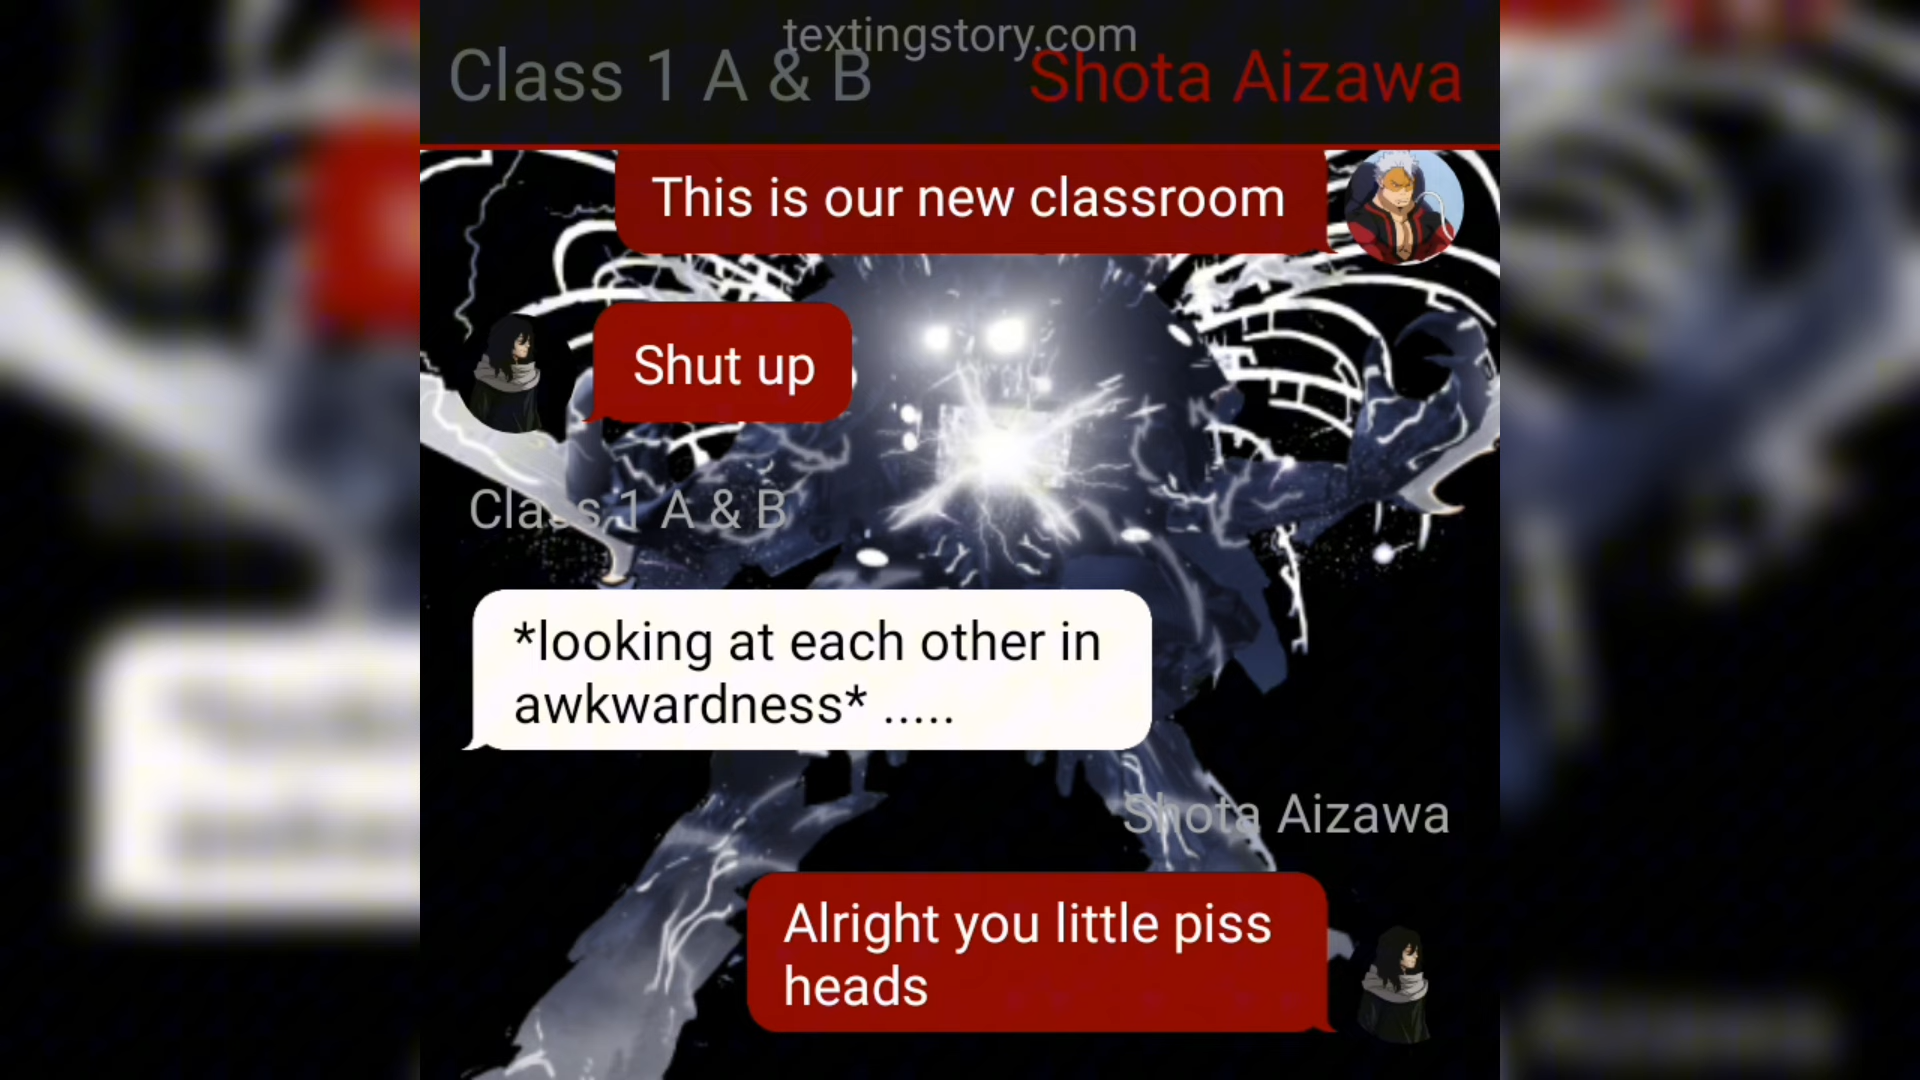 textingstory.com
Class 1 A & B
Shota Aizawa
This is our new classroom
Shut up
Class 1 A & B
*looking at each other in
awkwardness* .....
Shota Aizawa
Alright you little piss
heads